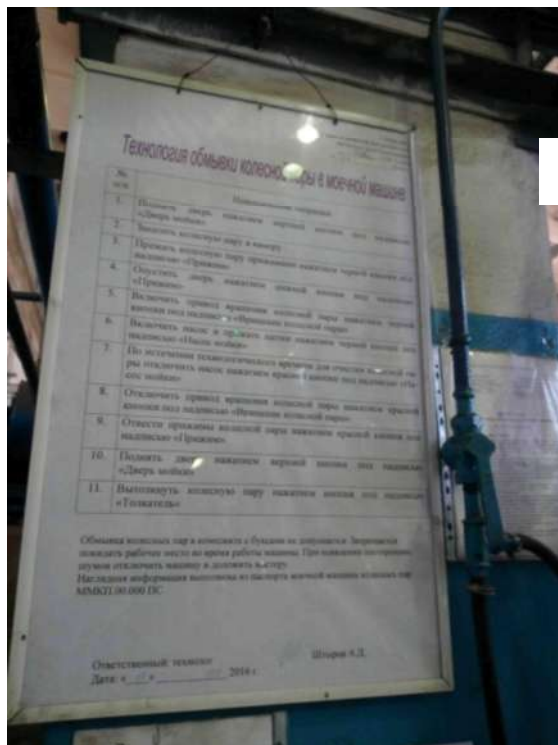 Технология обмывки колесной пары в моечной машине
№
п/п
Наименование операции
1. Поднять дверь нажатием верхней кнопки под надписью
«Дверь мойки»
2. Закатить колесную пару в камеру
3. Прижать колесную пару прижимами нажатием черной кнопки под
надписью «Прижим»
4. Опустить дверь нажатием нижней кнопки под надписью
«Прижим»
5. Включить привод вращения колесной пары нажатием черной
кнопки под надписью «Вращение колесной пары»
6. Включить насос и нажатием черной кнопки под
надписью «Насос мойки»
7. По истечении технологического времени для очистки колесной па-
ры отключить насос нажатием красной кнопки под надписью «На-
сос мойки»
8. Отключить привод вращения колесной пары нажатием красной
кнопки под надписью «Вращение колесной пары»
9. Отвести прижимы колесной пары нажатием красной кнопки под
надписью «Прижим»
10. Поднять дверь нажатием верхней кнопки под надписью
«Дверь мойки»
11. Вытолкнуть колесную пару нажатием кнопки под надписью
«Толкатель»
Обмывка колесных пар в комплекте с буксами не допускается. Запрещается
покидать рабочее место во время работы машины. При появлении посторонних
шумов отключить машину и доложить мастеру.
Наглядная информация выполнена из паспорта моечной машины колесных пар
ММКП.00.000 ПС
Ответственный: технолог Штыров А.Д.
Дата: « » 2014 г.